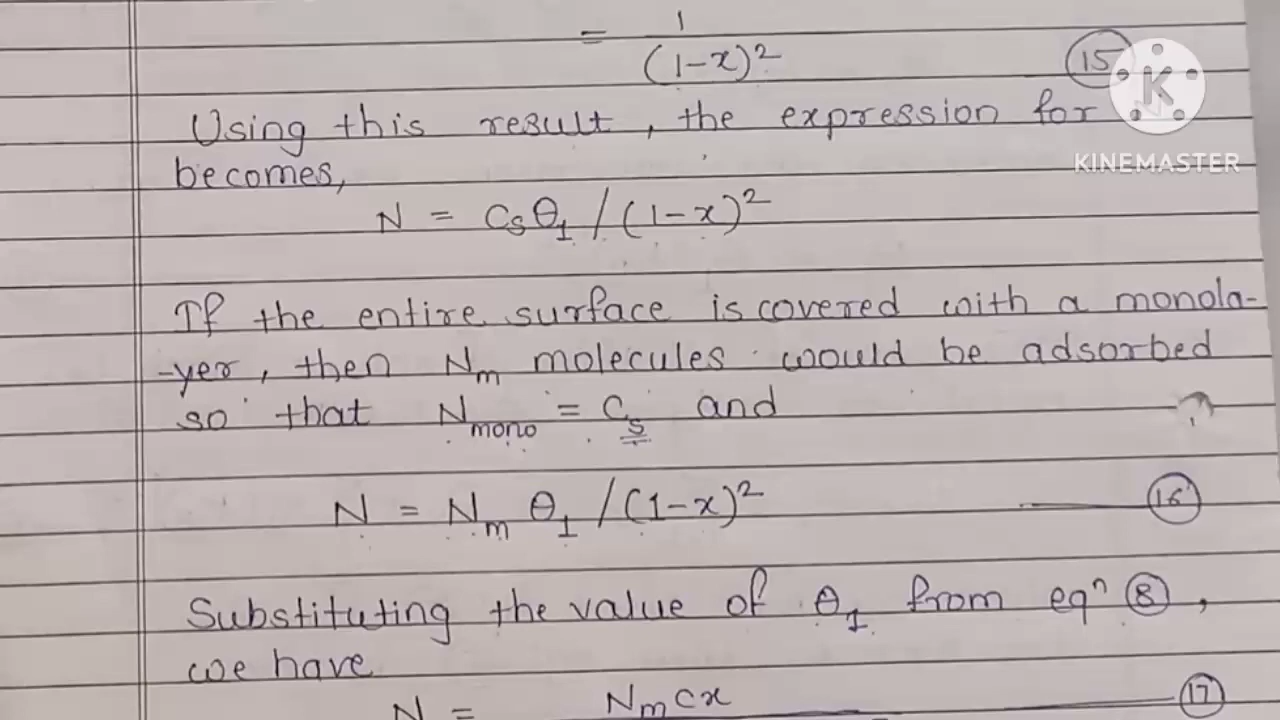 = 1
(1-x)² (15)
Using this result, the expression for
KINEMASTER
becomes,
N = Csθ₁ /(1-x)²
If the entire surface is covered with a monola-
-yer, then Nm molecules would be adsorbed
so that Nmono = Cs and
N = Nm θ₁ /(1-x)² (16)
Substituting the value of θ₁ from eqⁿ (8),
we have
N = Nm cx (17)